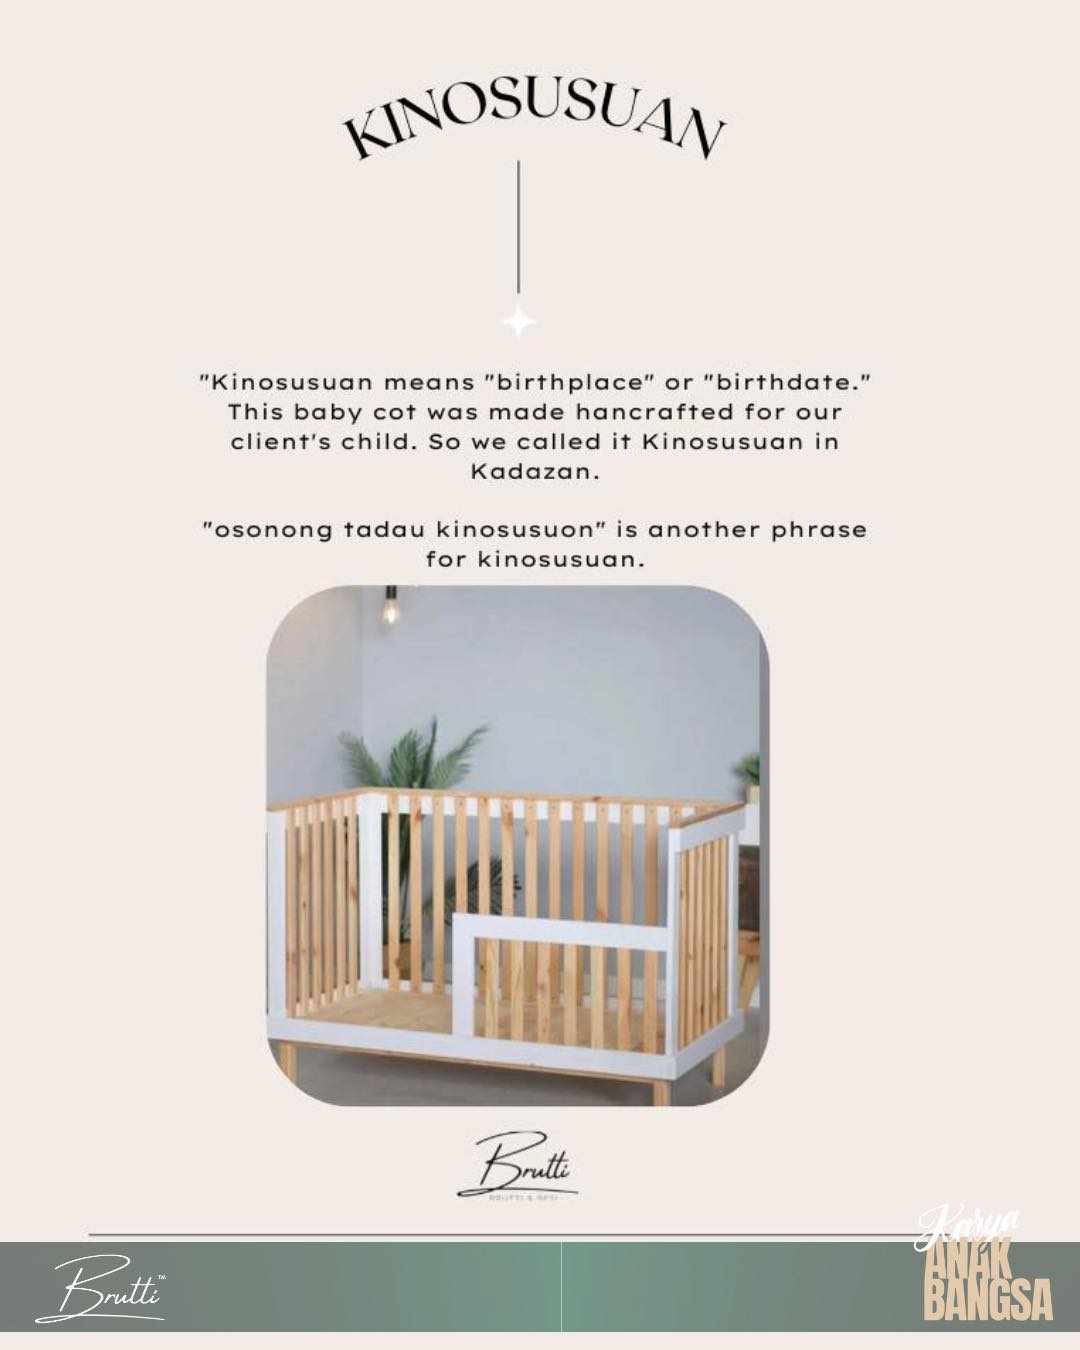 KINOSUSUAN
"Kinosusuan means "birthplace" or "birthdate."
This baby cot was made hancrafted for our
client's child. So we called it Kinosusuan in
Kadazan.
"osonong tadau kinosusuon" is another phrase
for kinosusuan.
Brutti
Brutti™
Karya
ANAK
BANGSA